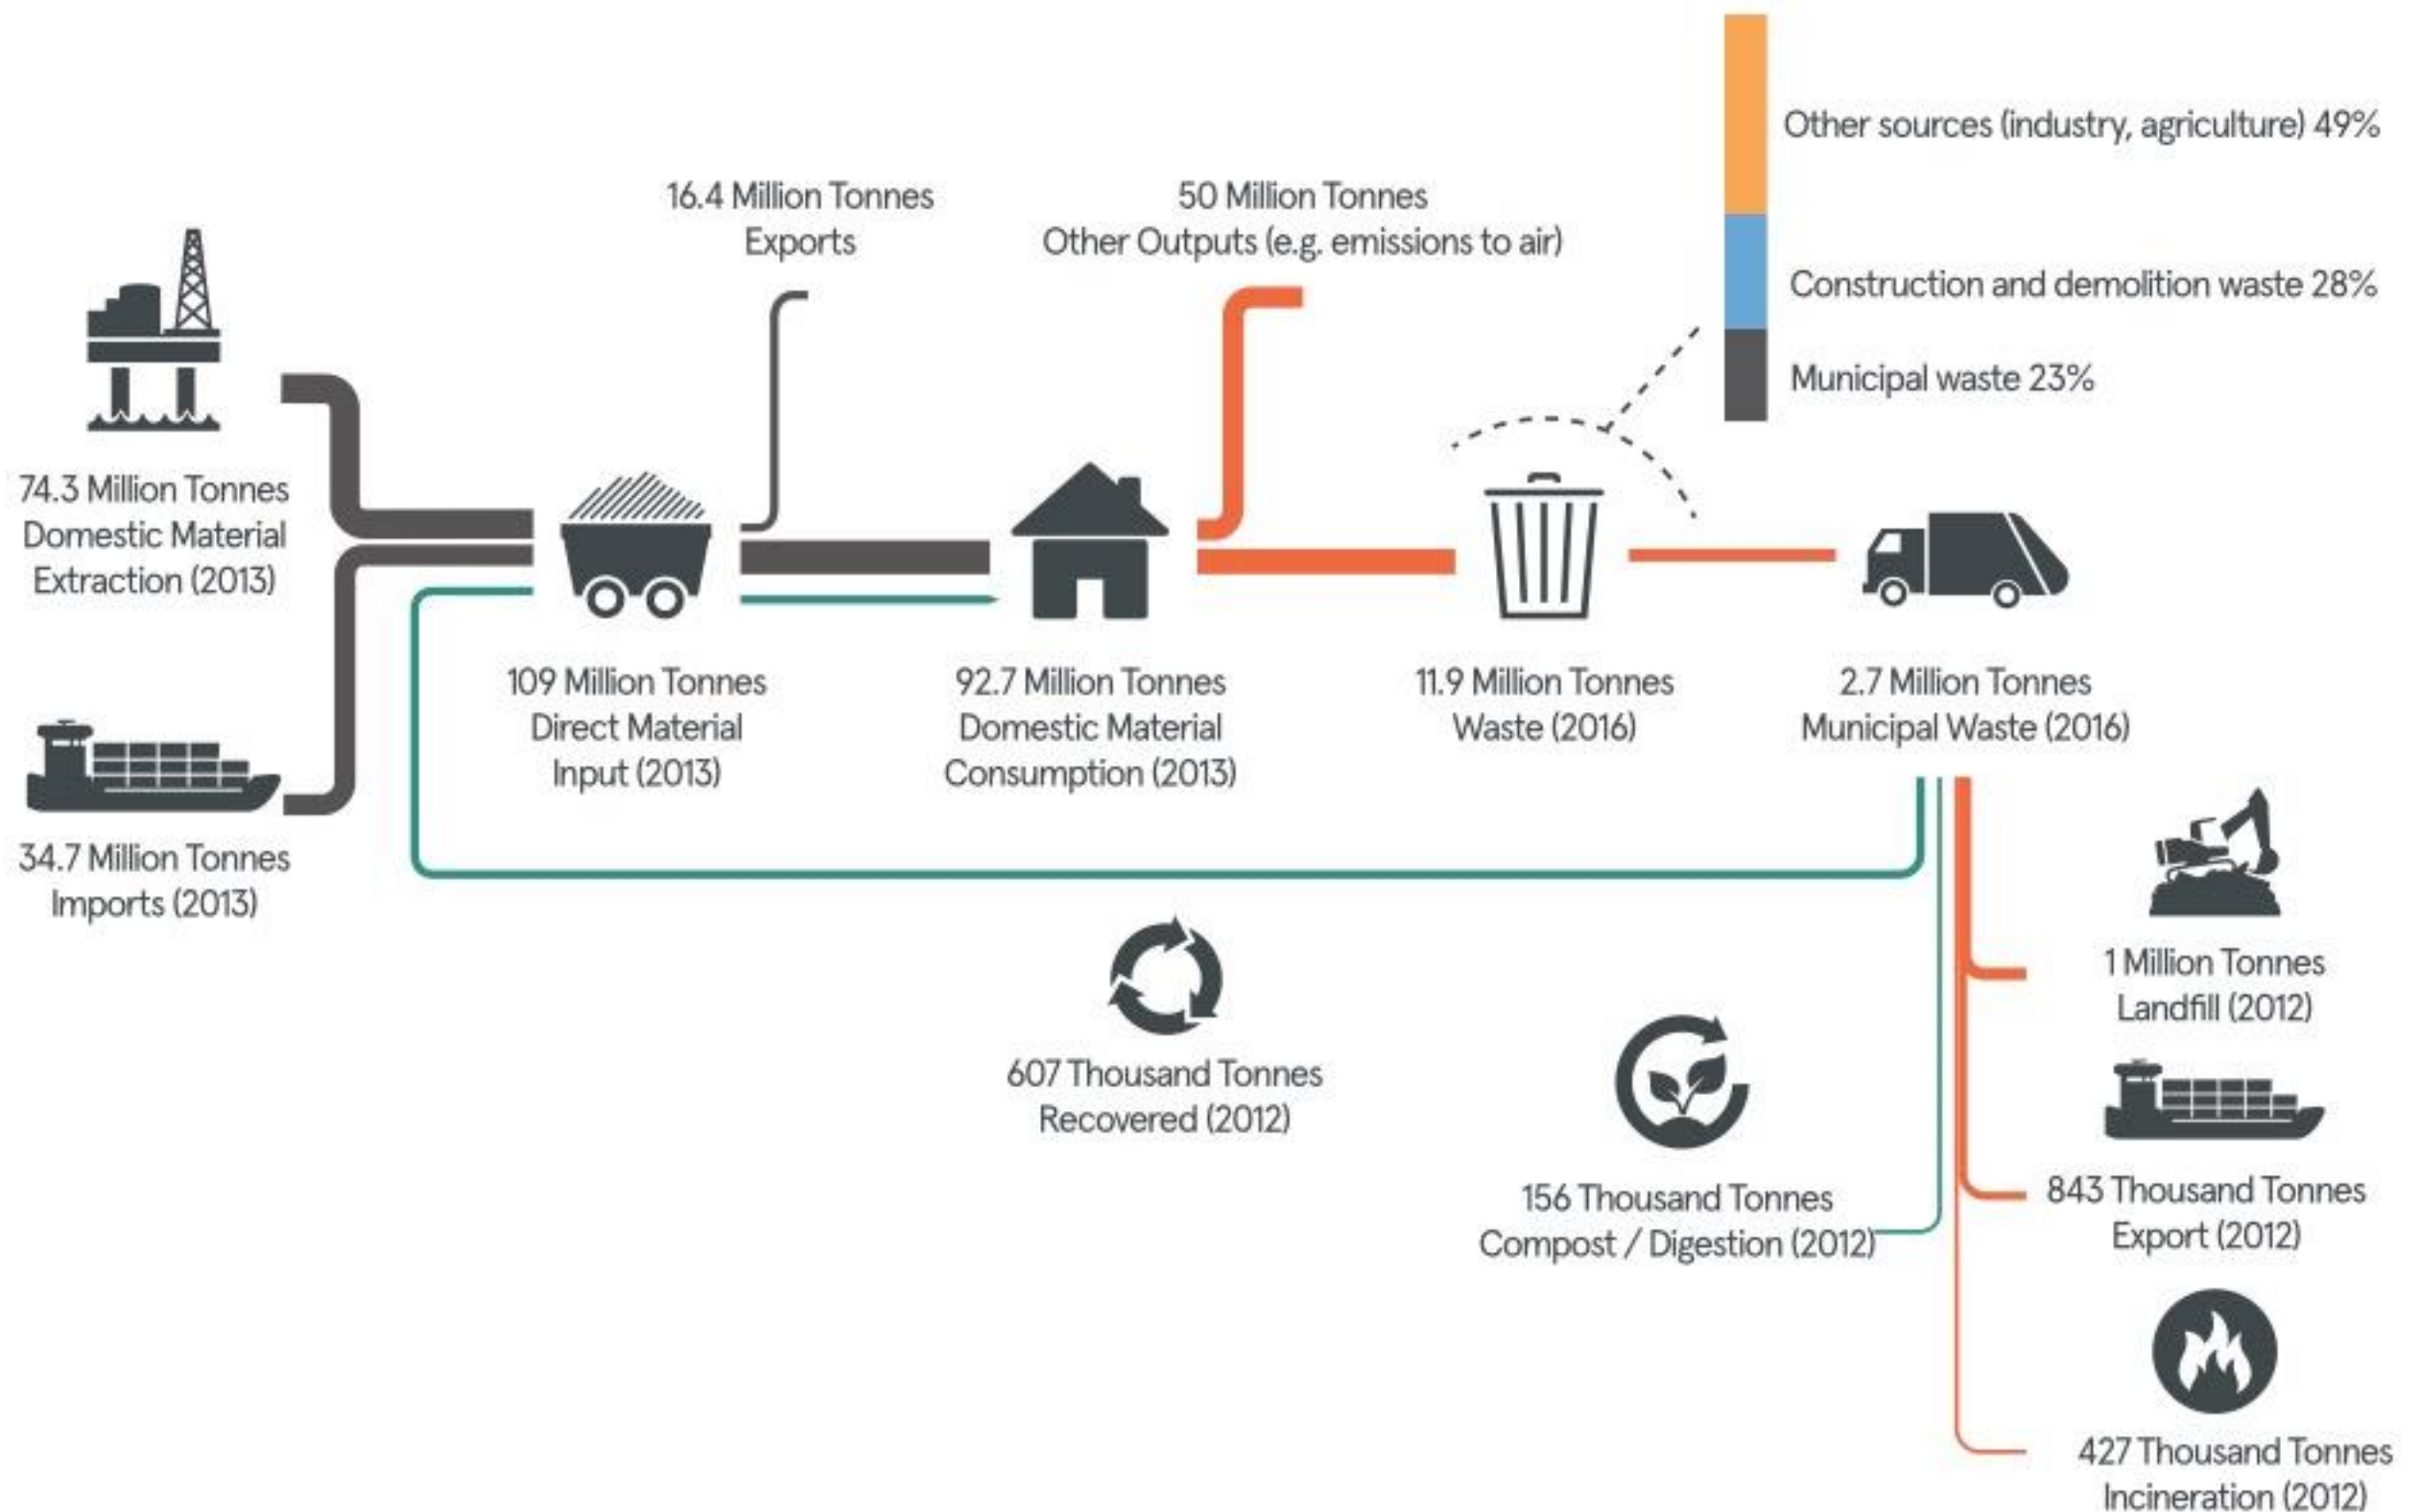 Other sources (industry, agriculture) 49%
Construction and demolition waste 28%
Municipal waste 23%
16.4 Million Tonnes
Exports
50 Million Tonnes
Other Outputs (e.g. emissions to air)
74.3 Million Tonnes
Domestic Material
Extraction (2013)
34.7 Million Tonnes
Imports (2013)
109 Million Tonnes
Direct Material
Input (2013)
92.7 Million Tonnes
Domestic Material
Consumption (2013)
11.9 Million Tonnes
Waste (2016)
2.7 Million Tonnes
Municipal Waste (2016)
607 Thousand Tonnes
Recovered (2012)
156 Thousand Tonnes
Compost / Digestion (2012)
1 Million Tonnes
Landfill (2012)
843 Thousand Tonnes
Export (2012)
427 Thousand Tonnes
Incineration (2012)